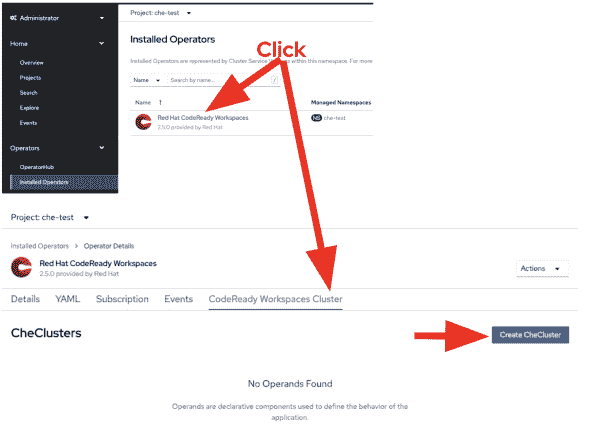 Administrator
Home
Overview
Projects
Search
Explore
Events
Operators
OperatorHub
Installed Operators
Project: che-test
Installed Operators
Click
Installed Operators are represented by Cluster Service within this namespace. For more
Name
Search by name...
/
Name
Managed Namespaces
Red Hat CodeReady Workspaces
2.5.0 provided by Red Hat
NS che-test
Project: che-test
Installed Operators > Operator Details
Red Hat CodeReady Workspaces
2.5.0 provided by Red Hat
Actions
Details YAML Subscription Events CodeReady Workspaces Cluster
CheClusters
Create CheCluster
No Operands Found
Operands are declarative components used to define the behavior of the
application.